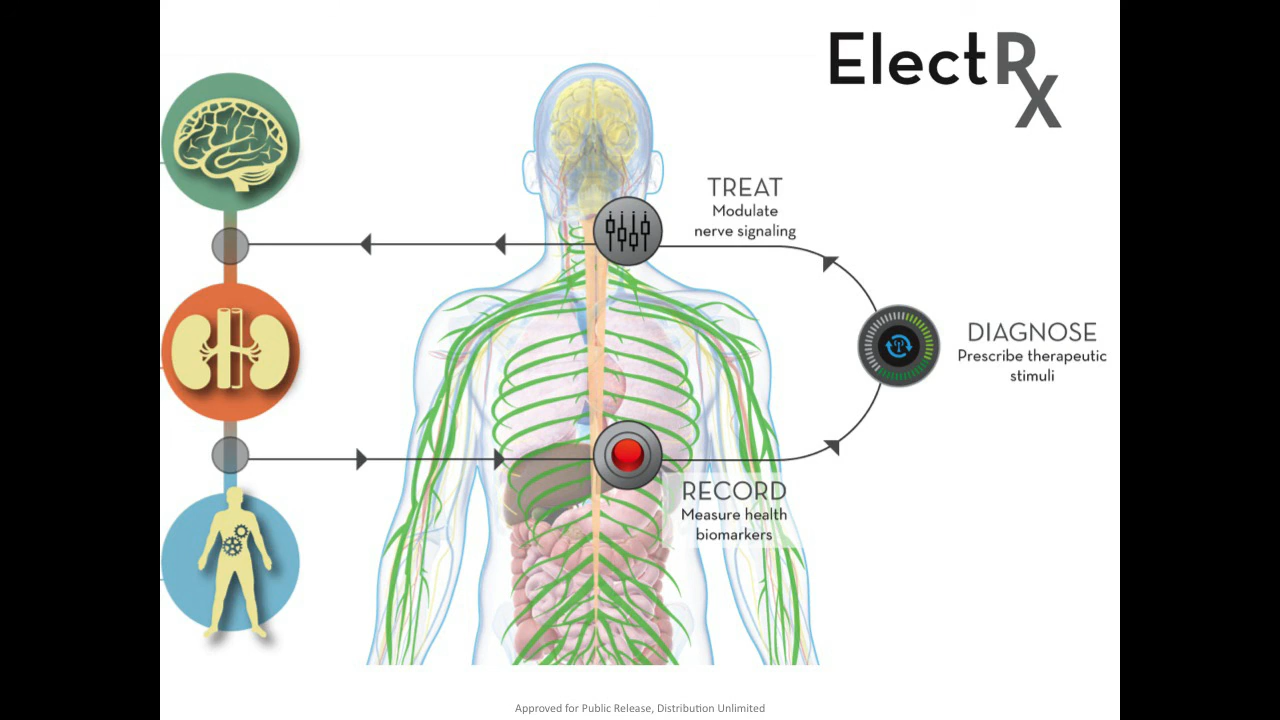 ElectRx
TREAT
Modulate
nerve signaling
DIAGNOSE
Prescribe therapeutic
stimuli
RECORD
Measure health
biomarkers
Approved for Public Release, Distribution Unlimited